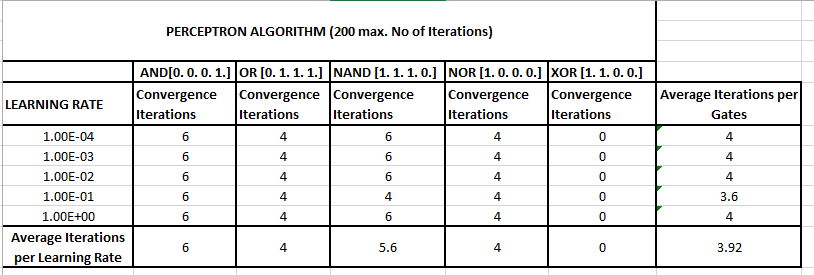 PERCEPTRON ALGORITHM (200 max. No of Iterations)
AND[0. 0. 0. 1.] OR [0. 1. 1. 1.] NAND [1. 1. 1. 0.] NOR [1. 0. 0. 0.] XOR [1. 1. 0. 0.]
LEARNING RATE Convergence Iterations Convergence Iterations Convergence Iterations Convergence Iterations Convergence Iterations Average Iterations per Gates
1.00E-04 6 4 6 4 0 4
1.00E-03 6 4 6 4 0 4
1.00E-02 6 4 6 4 0 4
1.00E-01 6 4 4 4 0 3.6
1.00E+00 6 4 6 4 0 4
Average Iterations per Learning Rate 6 4 5.6 4 0 3.92